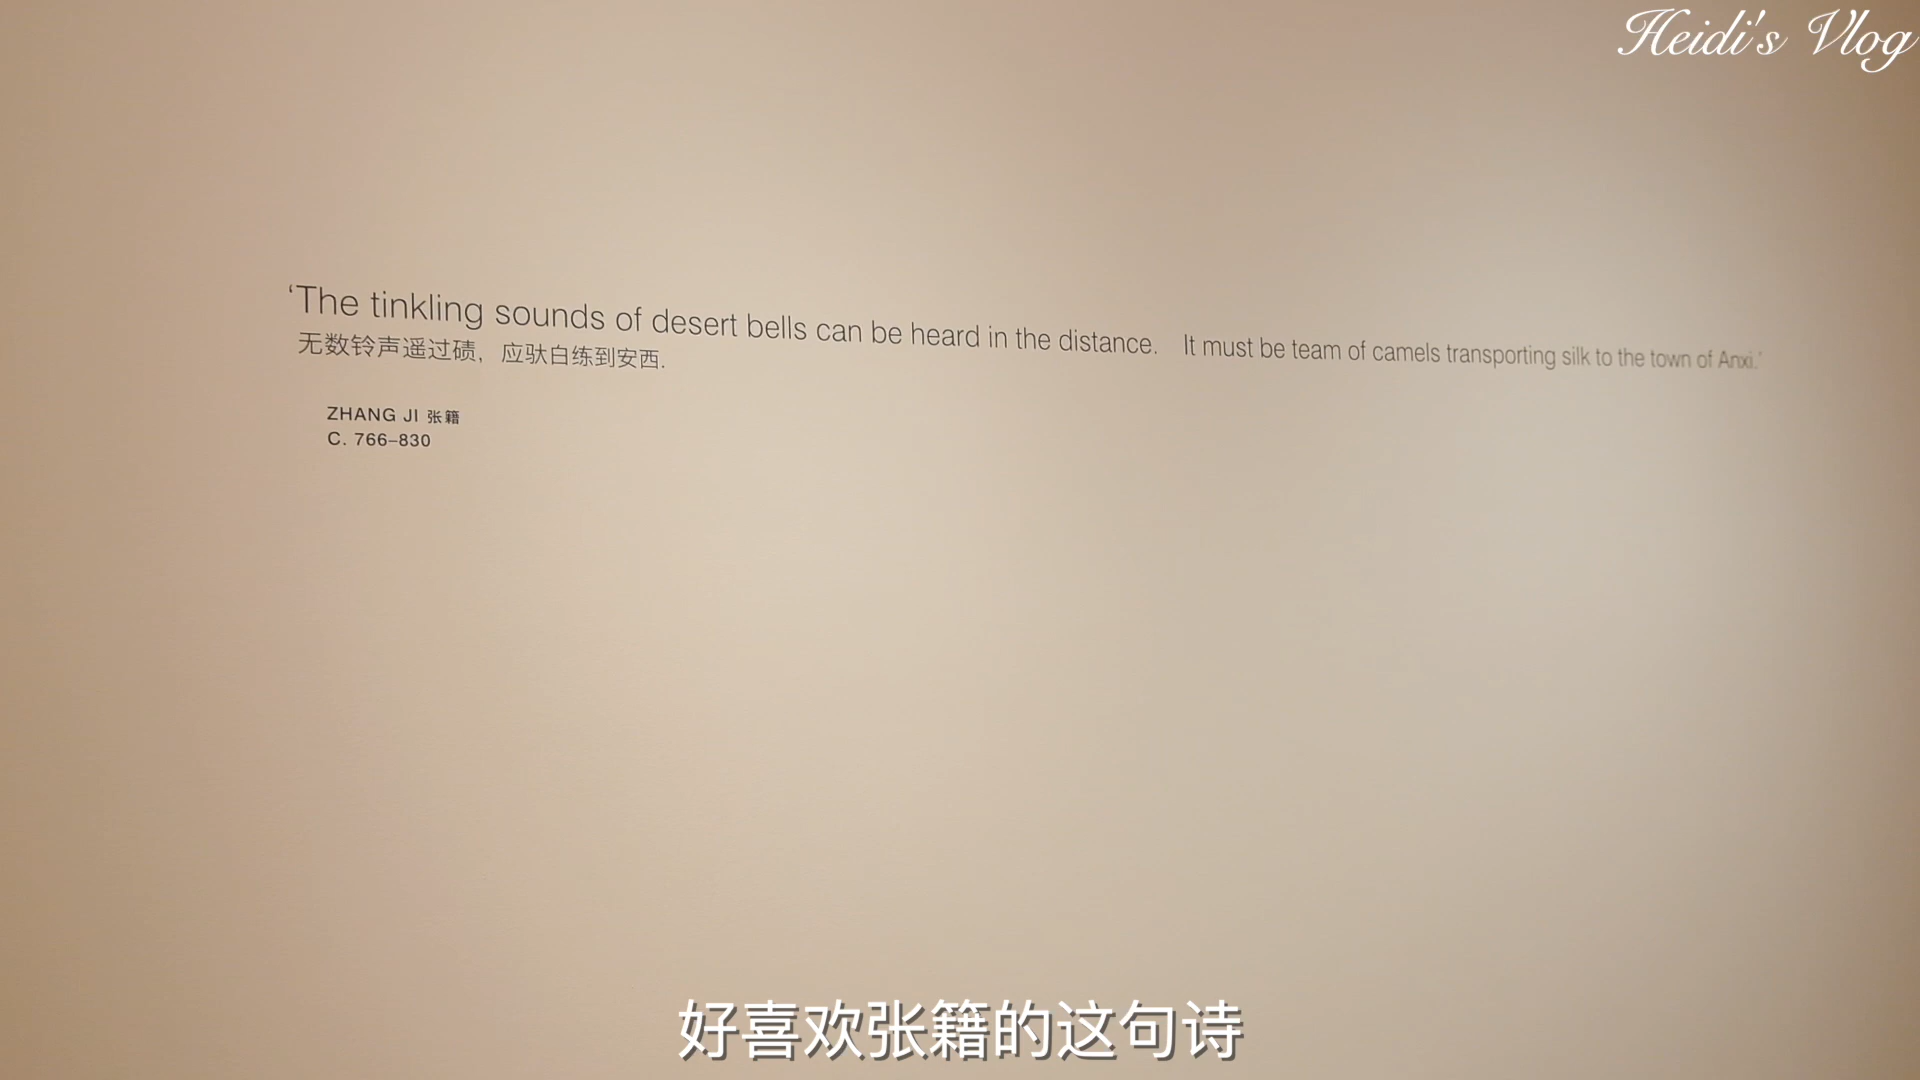 Heidi's Vlog
‘The tinkling sounds of desert bells can be heard in the distance. It must be team of camels transporting silk to the town of Anxi.’
无数铃声遥过碛，应驮白练到安西.
ZHANG JI 张籍
C. 766–830
好喜欢张籍的这句诗